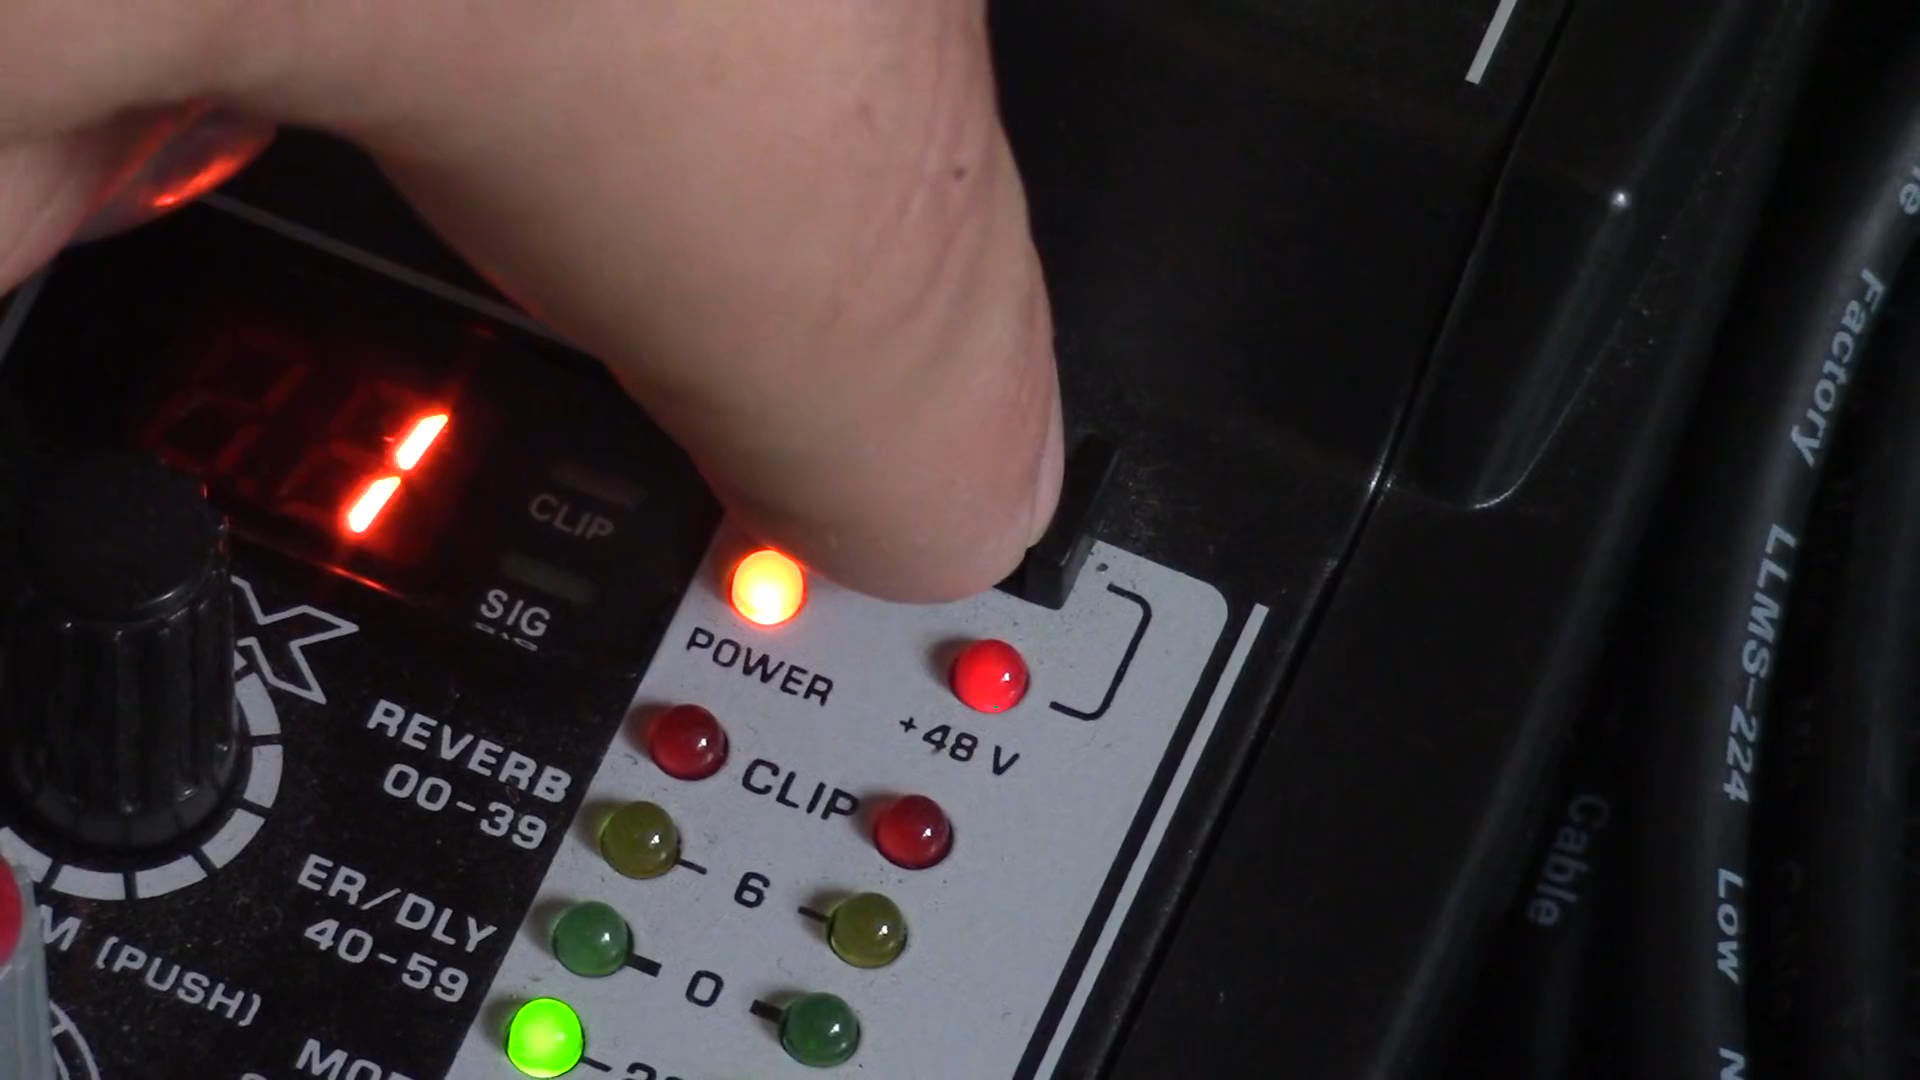 1
CLIP
SIG
POWER
+48 V
CLIP
REVERB
00-39
6
ER/DLY
40-59
0
M (PUSH)
Factory
LLMS-224 Low N
Cable